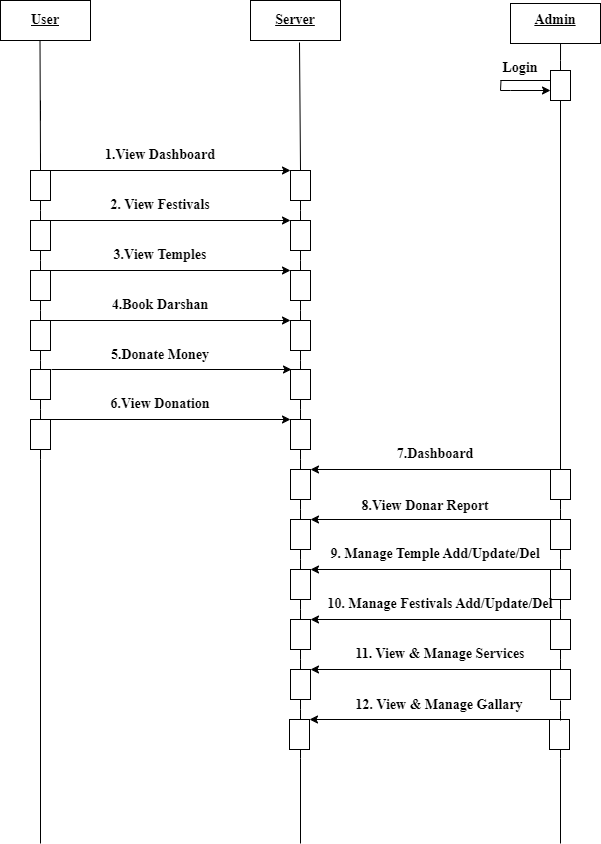 User
Server
Admin
Login
1.View Dashboard
2. View Festivals
3.View Temples
4.Book Darshan
5.Donate Money
6.View Donation
7.Dashboard
8.View Donar Report
9. Manage Temple Add/Update/Del
10. Manage Festivals Add/Update/Del
11. View & Manage Services
12. View & Manage Gallary